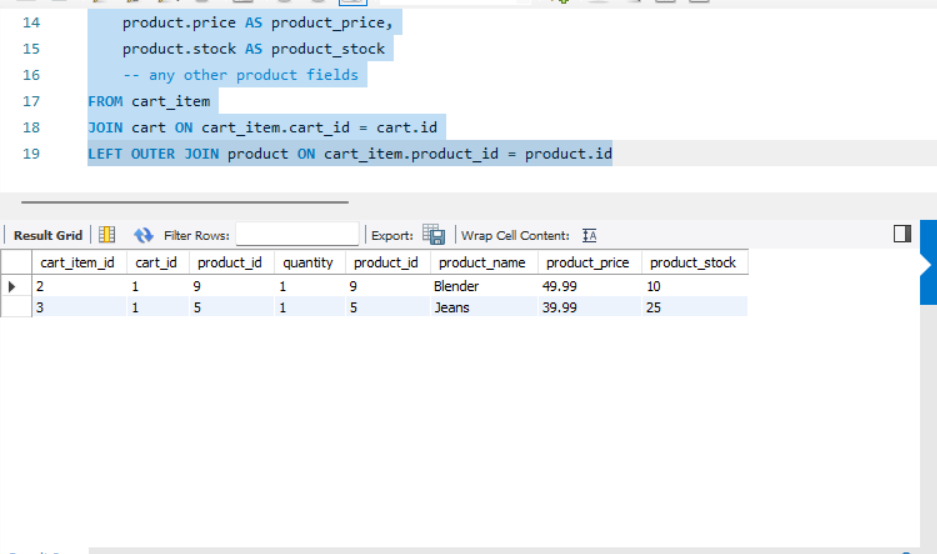 14 product.price AS product_price,
15 product.stock AS product_stock
16 -- any other product fields
17 FROM cart_item
18 JOIN cart ON cart_item.cart_id = cart.id
19 LEFT OUTER JOIN product ON cart_item.product_id = product.id
Result Grid Filter Rows: Export: Wrap Cell Content: IA
cart_item_id cart_id product_id quantity product_id product_name product_price product_stock
2 1 9 1 9 Blender 49.99 10
3 1 5 1 5 Jeans 39.99 25